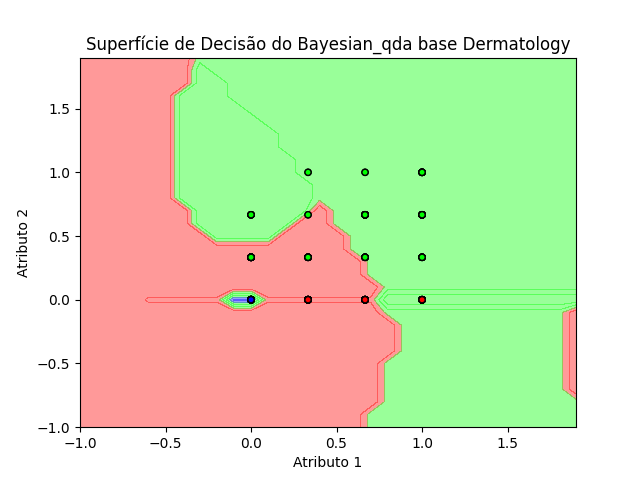 Superfície de Decisão do Bayesian_qda base Dermatology
Atributo 2
1.5
1.0
0.5
0.0
−0.5
−1.0
−1.0 −0.5 0.0 0.5 1.0 1.5
Atributo 1